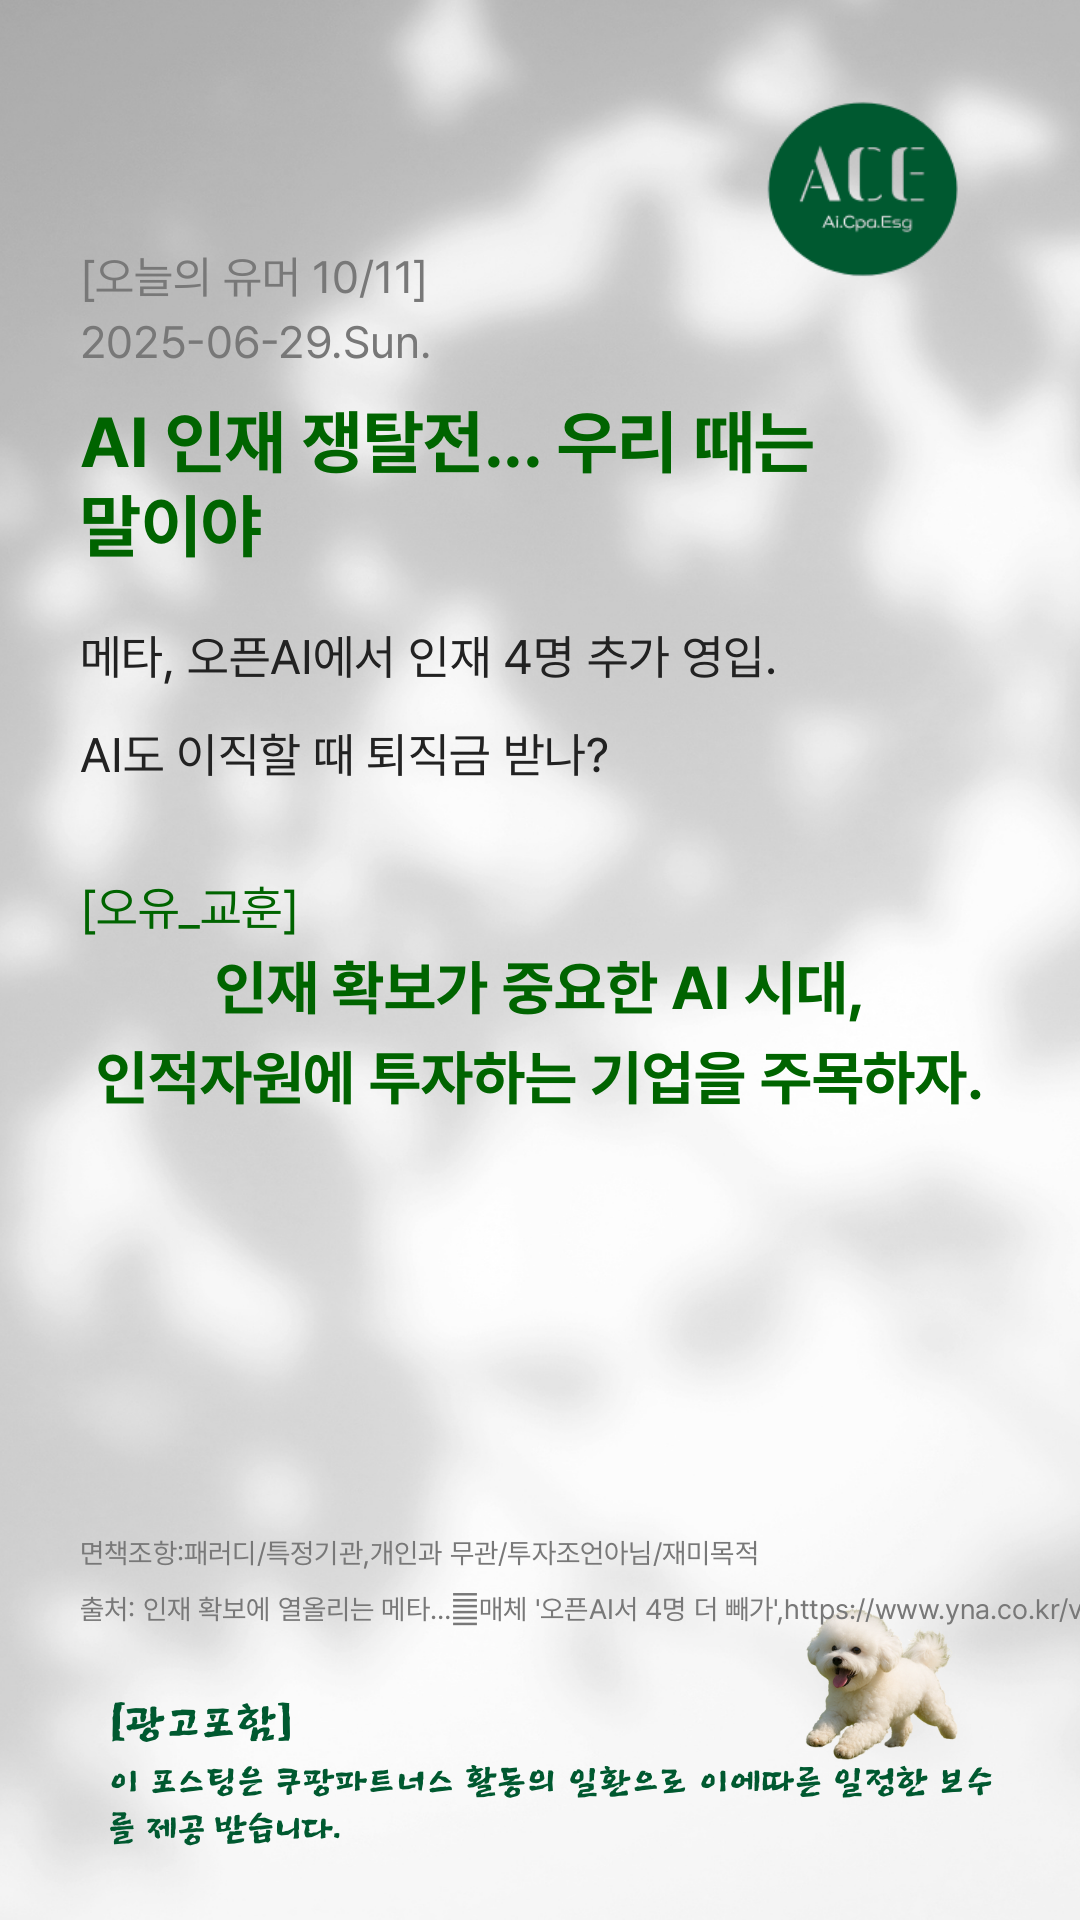 ACE
Ai.Cpa.Esg
[오늘의 유머 10/11]
2025-06-29.Sun.
AI 인재 쟁탈전... 우리 때는
말이야
메타, 오픈AI에서 인재 4명 추가 영입.
AI도 이직할 때 퇴직금 받나?
[오유_교훈]
인재 확보가 중요한 AI 시대,
인적자원에 투자하는 기업을 주목하자.
면책조항:패러디/특정기관,개인과 무관/투자조언아님/재미목적
출처: 인재 확보에 열올리는 메타...䷀매체 '오픈AI서 4명 더 빼가',https://www.yna.co.kr/v
[광고포함]
이 포스팅은 쿠팡파트너스 활동의 일환으로 이에따른 일정한 보수
를 제공 받습니다.